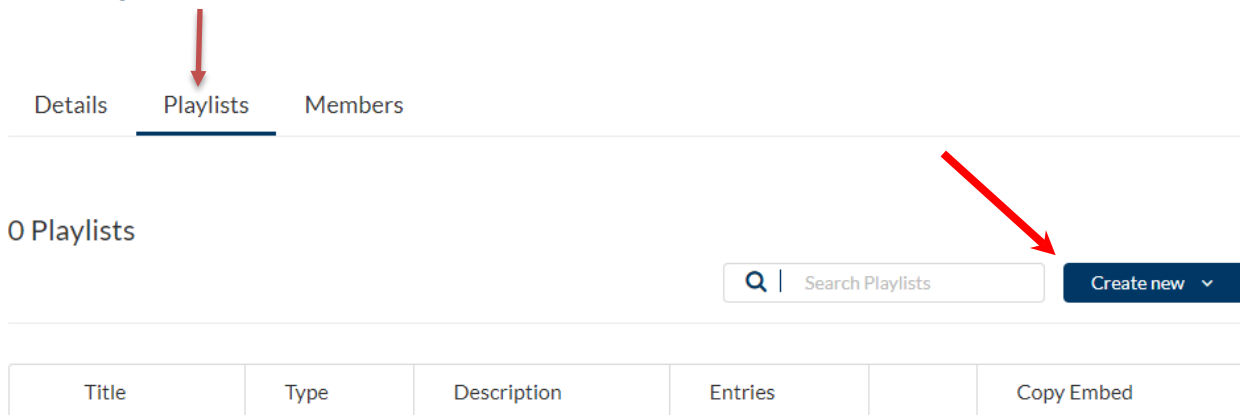 Details Playlists Members
0 Playlists
Search Playlists Create new
Title Type Description Entries Copy Embed